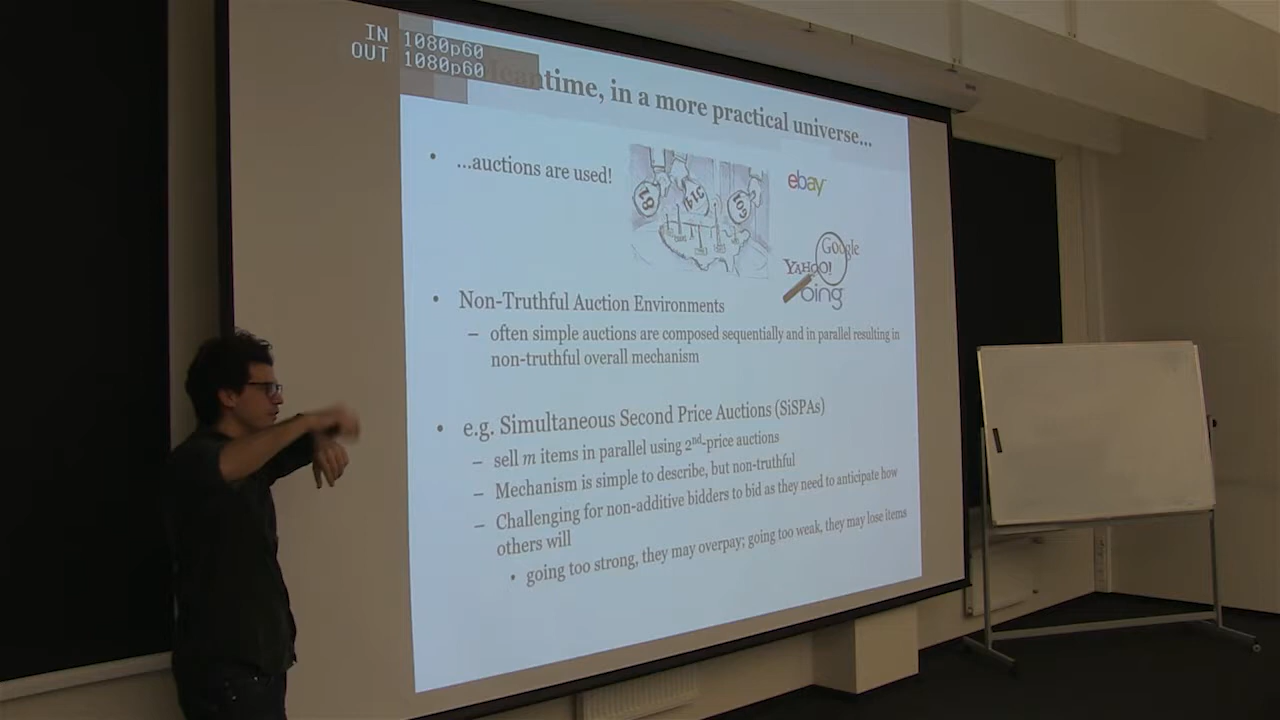 IN 1080p60
OUT 1080p60
Meantime, in a more practical universe...
• ...auctions are used!
87
314
603
ebay
Google
YAHOO!
bing
• Non-Truthful Auction Environments
– often simple auctions are composed sequentially and in parallel resulting in
non-truthful overall mechanism
• e.g. Simultaneous Second Price Auctions (SiSPAs)
– sell m items in parallel using 2nd-price auctions
– Mechanism is simple to describe, but non-truthful
– Challenging for non-additive bidders to bid as they need to anticipate how
others will
• going too strong, they may overpay; going too weak, they may lose items